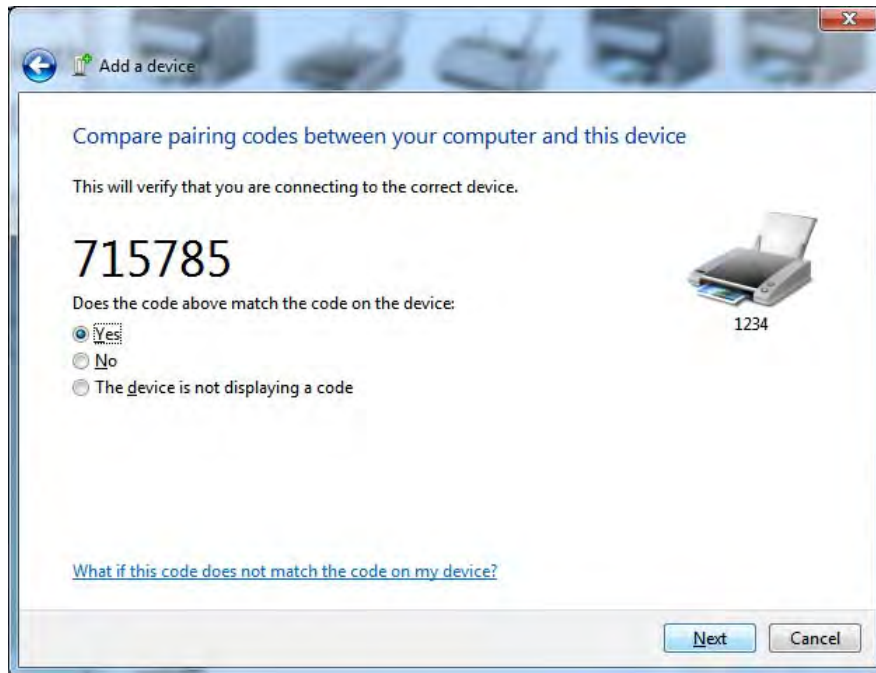 Add a device
Compare pairing codes between your computer and this device
This will verify that you are connecting to the correct device.
715785
Does the code above match the code on the device:
Yes
No
The device is not displaying a code
1234
What if this code does not match the code on my device?
Next
Cancel